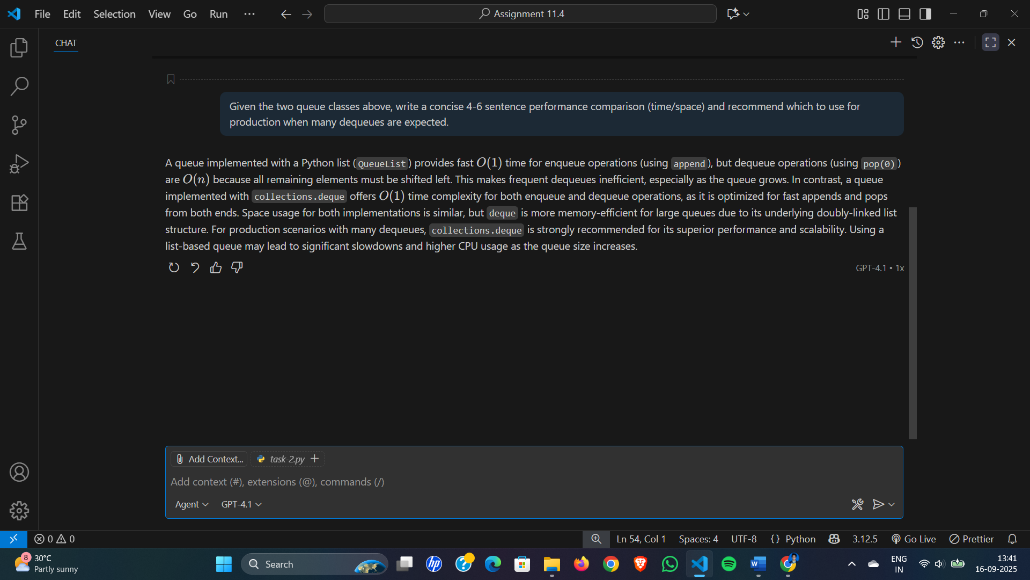 File Edit Selection View Go Run ··· Assignment 11.4
CHAT
Given the two queue classes above, write a concise 4-6 sentence performance comparison (time/space) and recommend which to use for
production when many dequeues are expected.
A queue implemented with a Python list (QueueList) provides fast O(1) time for enqueue operations (using append), but dequeue operations (using pop(0))
are O(n) because all remaining elements must be shifted left. This makes frequent dequeues inefficient, especially as the queue grows. In contrast, a queue
implemented with collections.deque offers O(1) time complexity for both enqueue and dequeue operations, as it is optimized for fast appends and pops
from both ends. Space usage for both implementations is similar, but deque is more memory-efficient for large queues due to its underlying doubly-linked list
structure. For production scenarios with many dequeues, collections.deque is strongly recommended for its superior performance and scalability. Using a
list-based queue may lead to significant slowdowns and higher CPU usage as the queue size increases.
GPT-4.1 • 1x
Add Context... task 2.py +
Add context (#), extensions (@), commands (/)
Agent GPT-4.1
0 0 Ln 54, Col 1 Spaces: 4 UTF-8 {} Python 3.12.5 Go Live Prettier
8 30°C
Partly sunny
Search
ENG
IN
13:41
16-09-2025